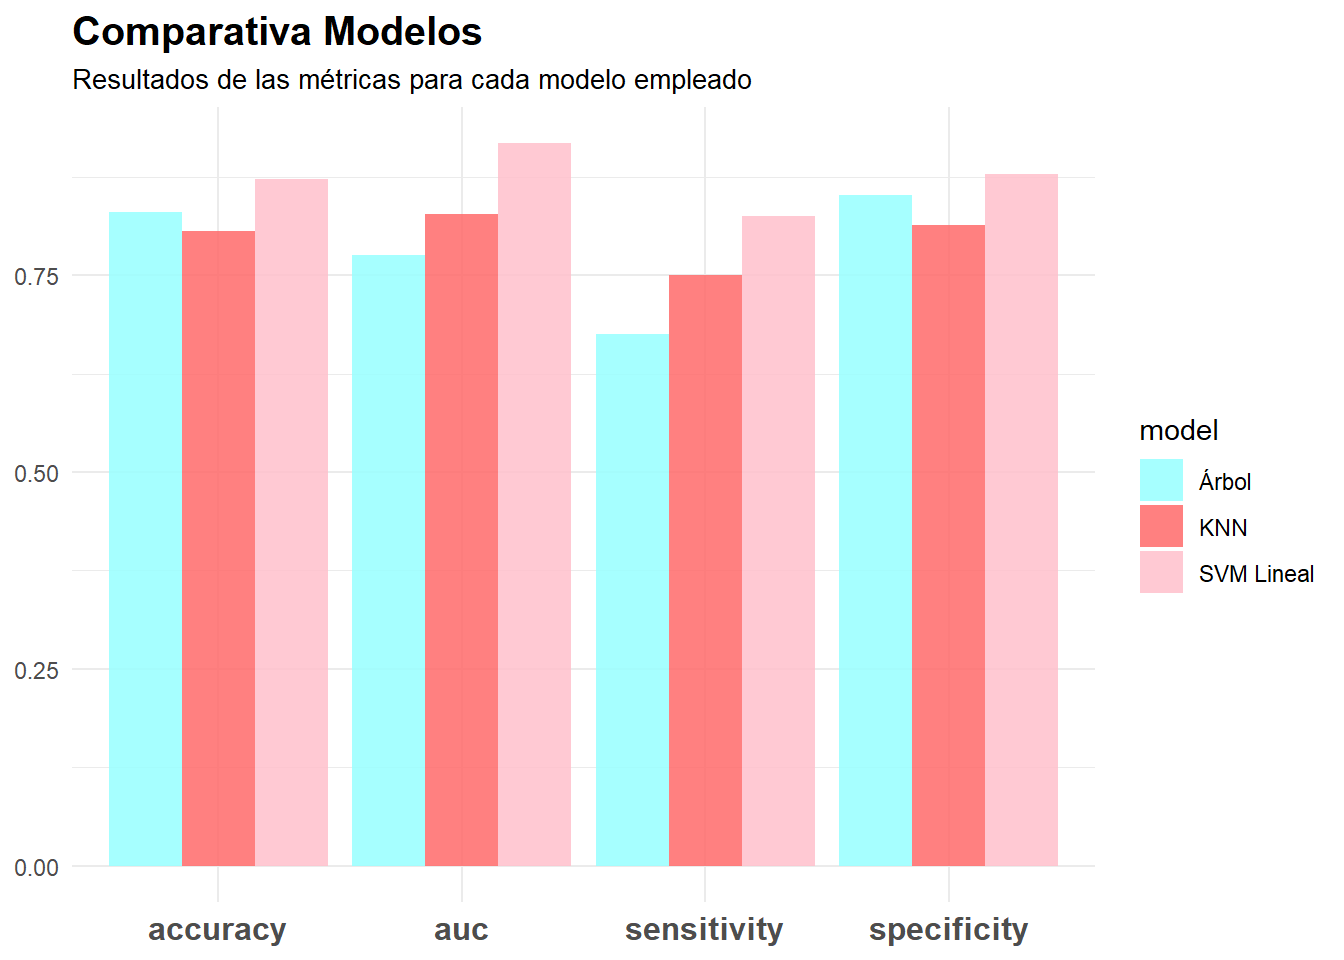 Comparativa Modelos
Resultados de las métricas para cada modelo empleado
0.75
0.50
0.25
0.00
accuracy auc sensitivity specificity
model
Árbol
KNN
SVM Lineal